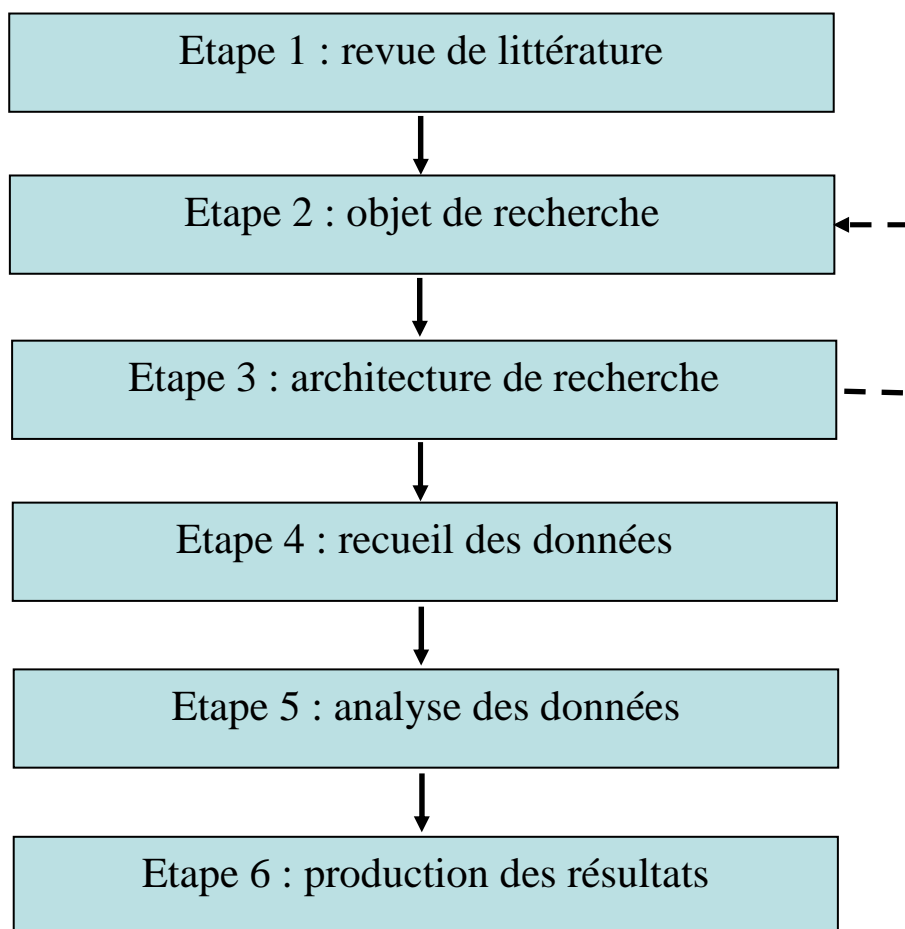 Etape 1 : revue de littérature
Etape 2 : objet de recherche
Etape 3 : architecture de recherche
Etape 4 : recueil des données
Etape 5 : analyse des données
Etape 6 : production des résultats